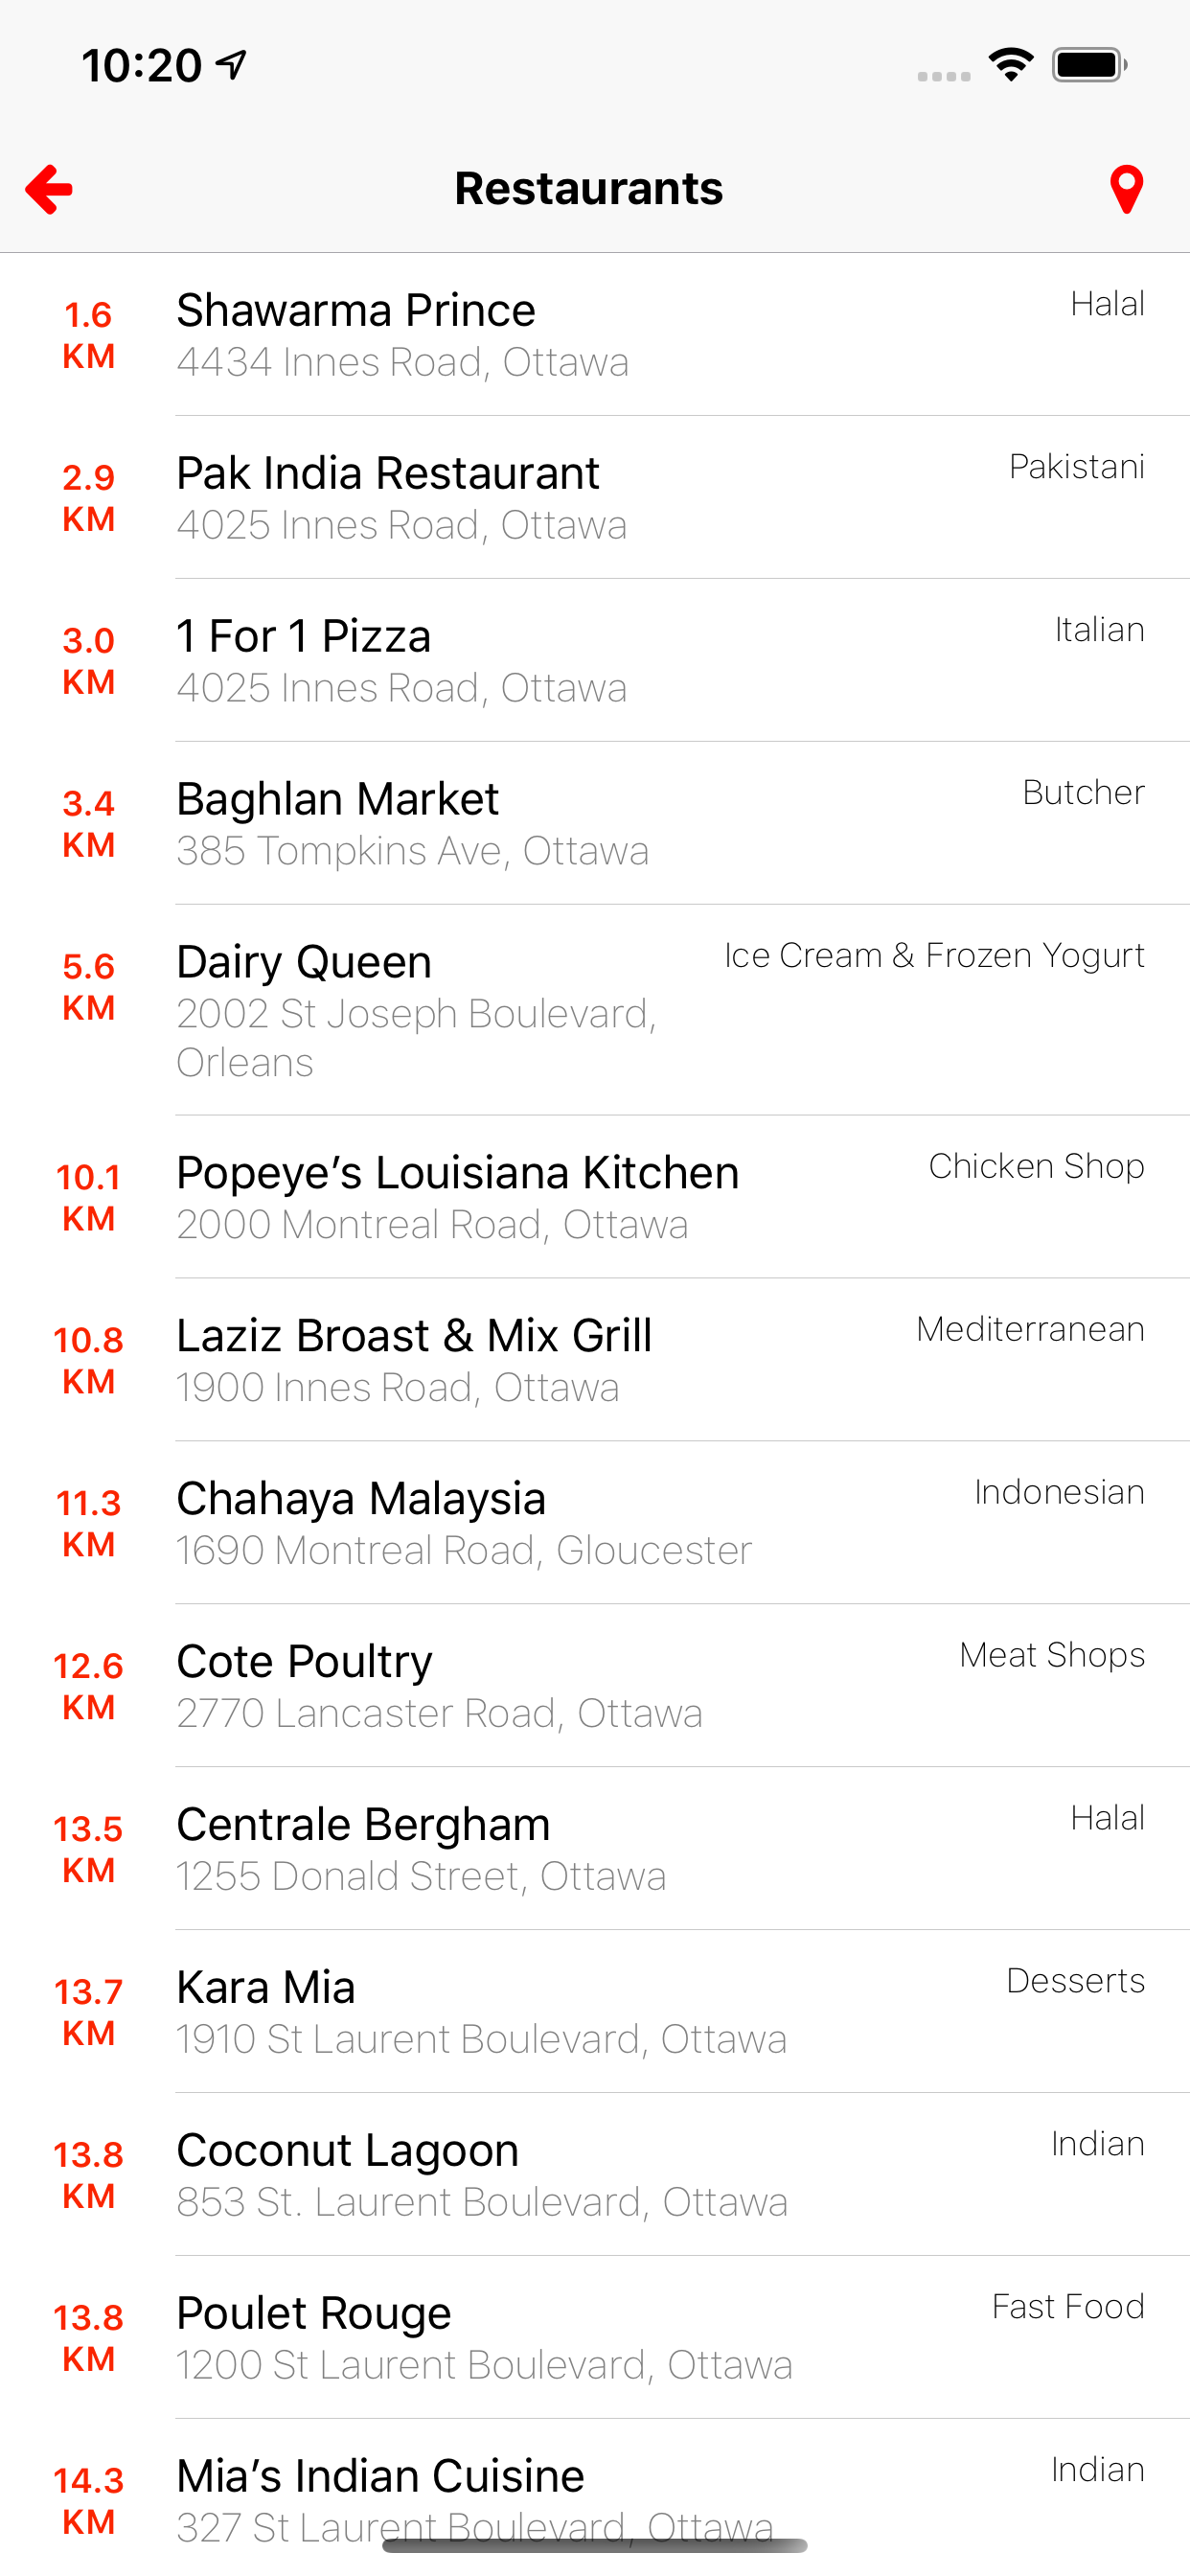 10:20
Restaurants
1.6 KM
Shawarma Prince
Halal
4434 Innes Road, Ottawa
2.9 KM
Pak India Restaurant
Pakistani
4025 Innes Road, Ottawa
3.0 KM
1 For 1 Pizza
Italian
4025 Innes Road, Ottawa
3.4 KM
Baghlan Market
Butcher
385 Tompkins Ave, Ottawa
5.6 KM
Dairy Queen
Ice Cream & Frozen Yogurt
2002 St Joseph Boulevard,
Orleans
10.1 KM
Popeye’s Louisiana Kitchen
Chicken Shop
2000 Montreal Road, Ottawa
10.8 KM
Laziz Broast & Mix Grill
Mediterranean
1900 Innes Road, Ottawa
11.3 KM
Chahaya Malaysia
Indonesian
1690 Montreal Road, Gloucester
12.6 KM
Cote Poultry
Meat Shops
2770 Lancaster Road, Ottawa
13.5 KM
Centrale Bergham
Halal
1255 Donald Street, Ottawa
13.7 KM
Kara Mia
Desserts
1910 St Laurent Boulevard, Ottawa
13.8 KM
Coconut Lagoon
Indian
853 St. Laurent Boulevard, Ottawa
13.8 KM
Poulet Rouge
Fast Food
1200 St Laurent Boulevard, Ottawa
14.3 KM
Mia’s Indian Cuisine
Indian
327 St Laurent Boulevard, Ottawa